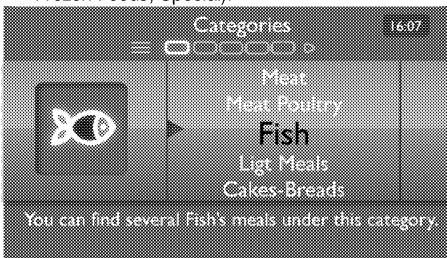 Categories
16:07
Meat
Meat Poultry
Fish
Ligt Meals
Cakes-Breads
You can find several Fish's meals under this category.